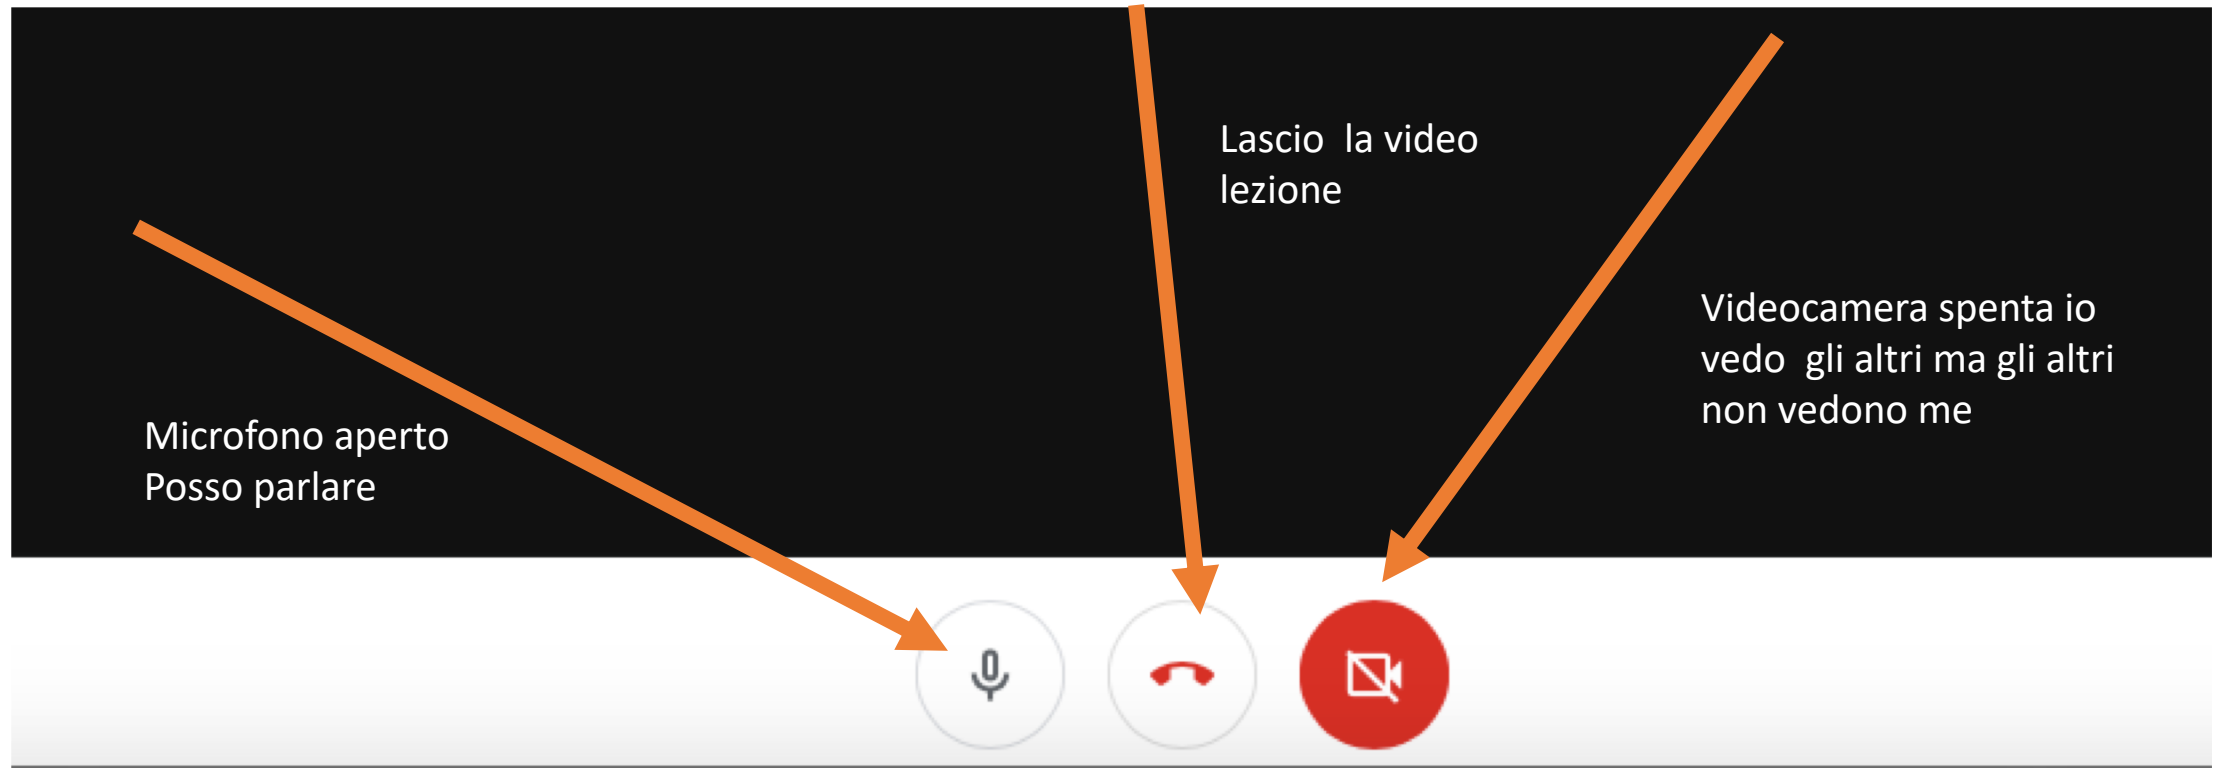 Lascio  la video
lezione
Videocamera spenta io
vedo  gli altri ma gli altri
non vedono me
Microfono aperto
Posso parlare